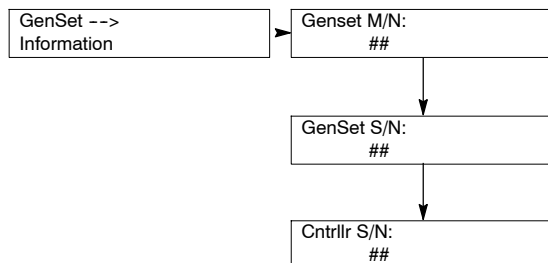 GenSet -->
Information
Genset M/N:
##
GenSet S/N:
##
Cntrllr S/N:
##